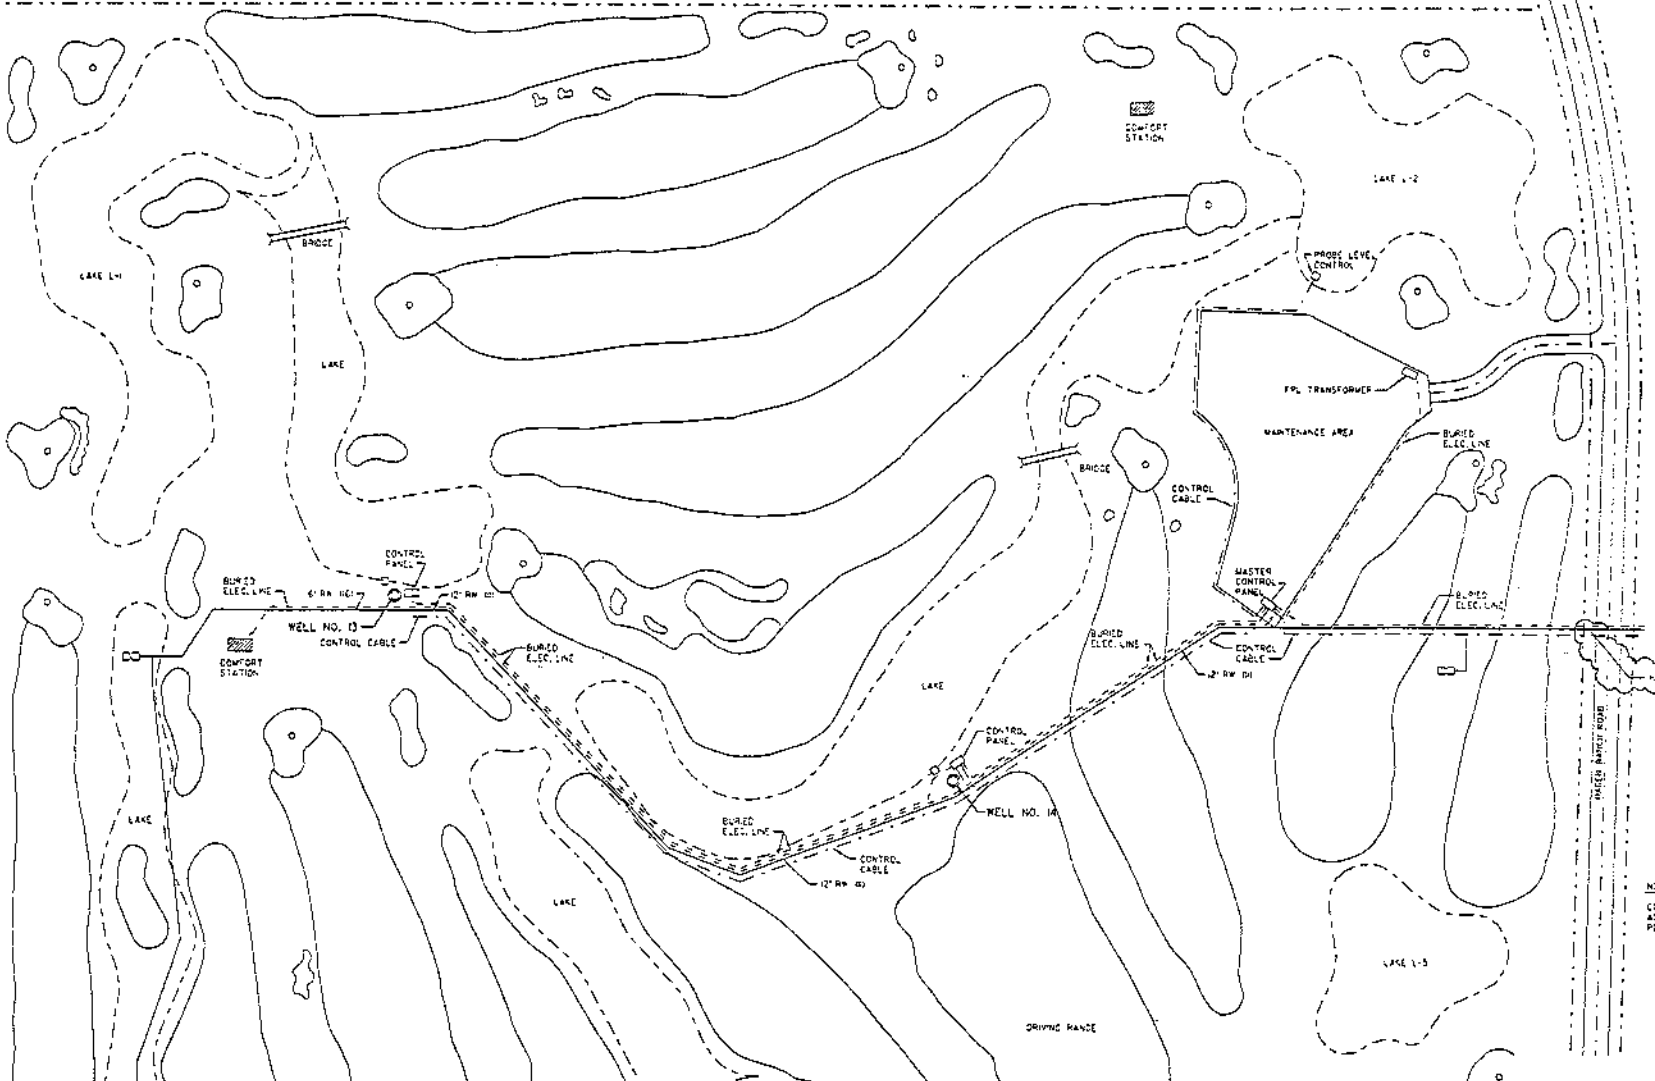 COMFORT
STATION
LAKE L-2
BRIDGE
LAKE L-1
PROBE LEVEL
CONTROL
LAKE
FPL TRANSFORMER
MAINTENANCE AREA
BURIED
ELEC. LINE
BRIDGE
CONTROL
CABLE
CONTROL
PANEL
MASTER
CONTROL
PANEL
BURIED
ELEC. LINE
WELL NO. 13
CONTROL CABLE
BURIED
ELEC. LINE
BURIED
ELEC. LINE
BURIED
ELEC. LINE
CONTROL
CABLE
COMFORT
STATION
LAKE
CONTROL
PANEL
WELL NO. 14
LAKE
BURIED
ELEC. LINE
CONTROL
CABLE
LAKE
LAKE L-5
DRIVING RANGE